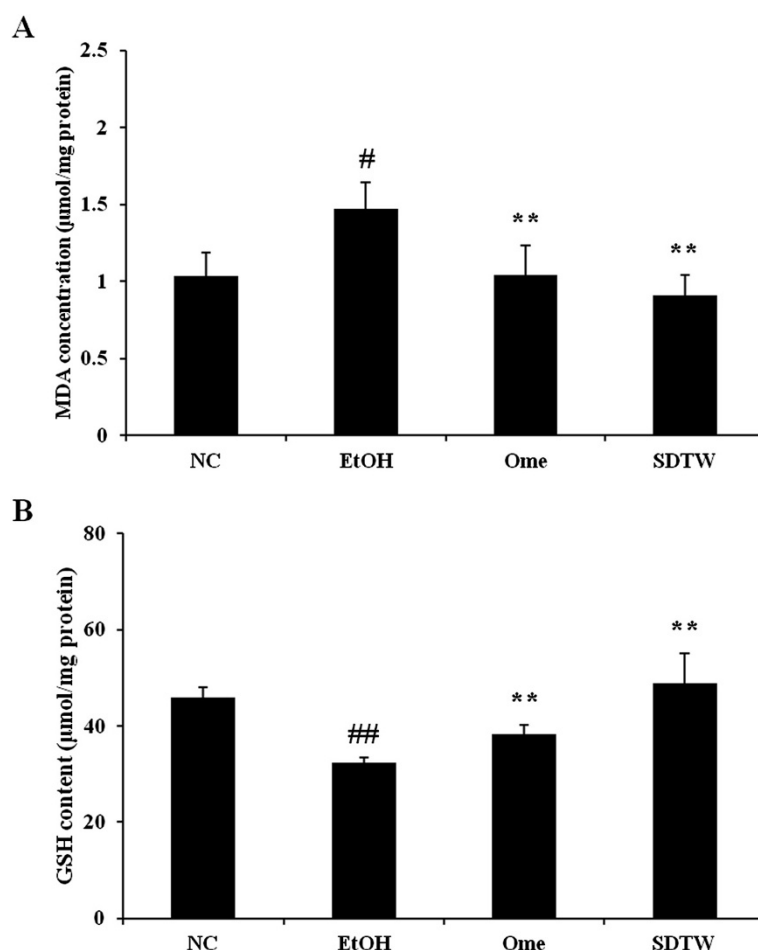 A
MDA concentration (μmol/mg protein)
2.5
2
1.5
1
0.5
0
#
**
**
NC EtOH Ome SDTW
B
GSH content (μmol/mg protein)
80
60
40
20
0
##
**
**
NC EtOH Ome SDTW